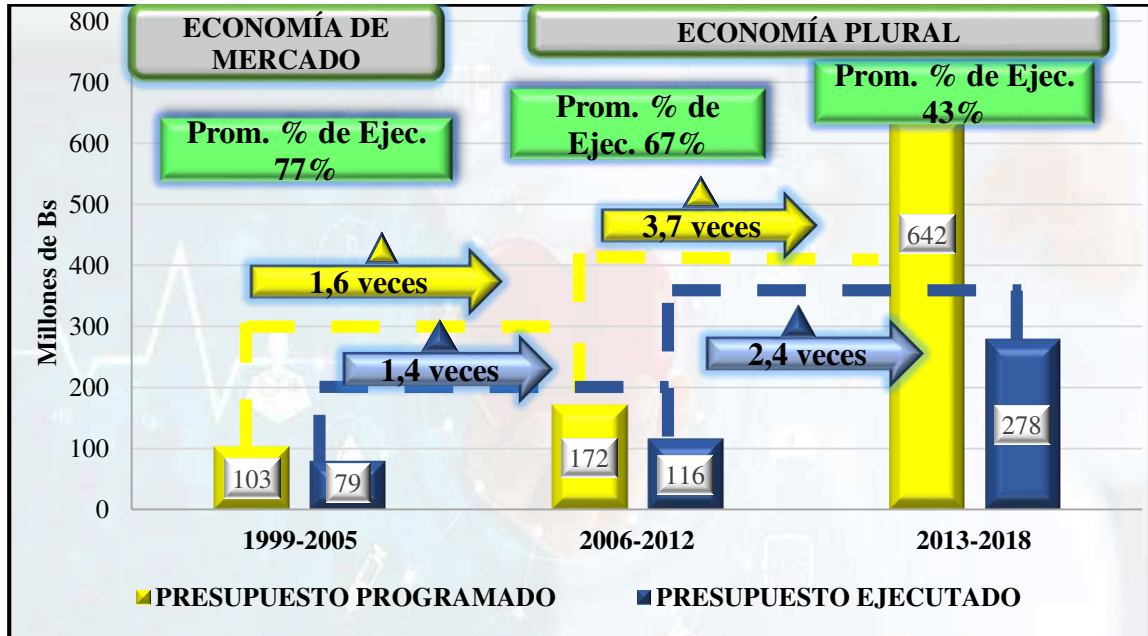 ECONOMÍA DE
MERCADO
ECONOMÍA PLURAL
Prom. % de Ejec.
77%
Prom. % de
Ejec. 67%
Prom. % de Ejec.
43%
Millones de Bs
800
700
600
500
400
300
200
100
0
1,6 veces
1,4 veces
3,7 veces
2,4 veces
103
79
172
116
642
278
1999-2005
2006-2012
2013-2018
PRESUPUESTO PROGRAMADO
PRESUPUESTO EJECUTADO